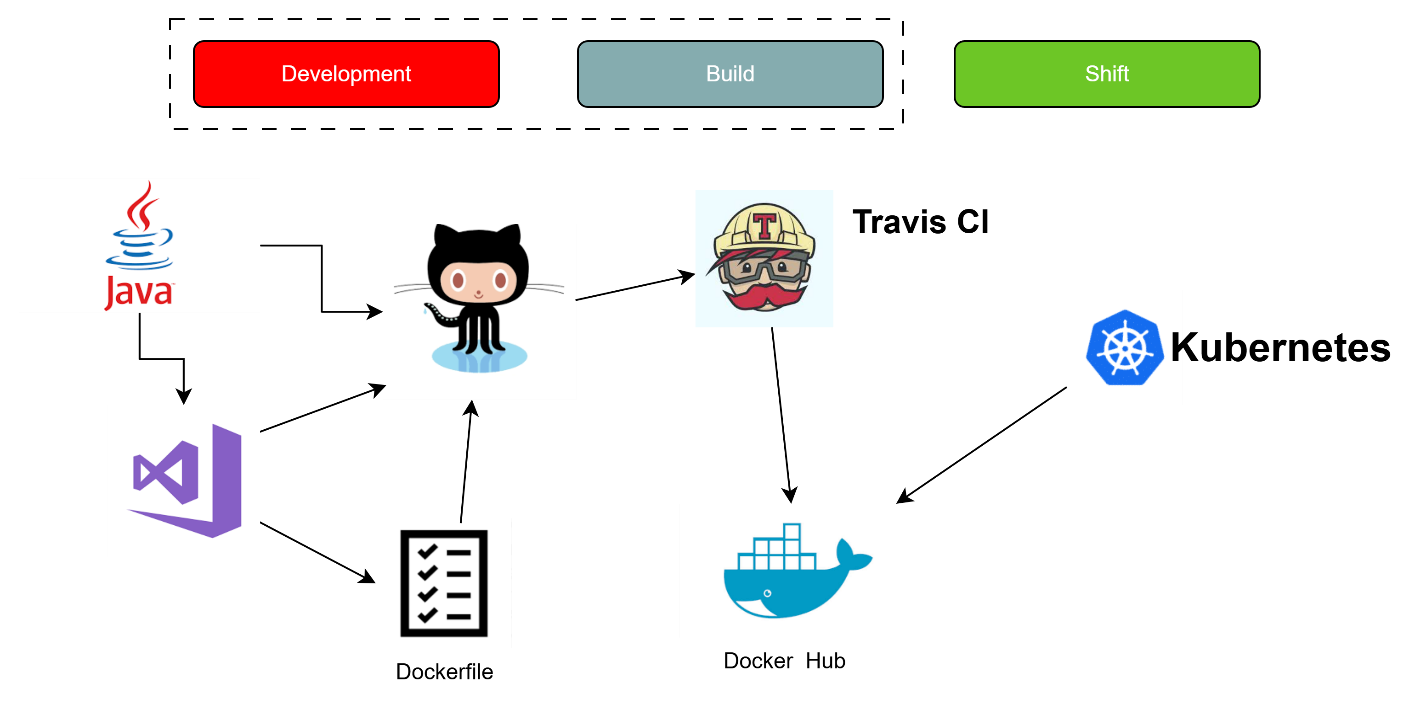 Development
Build
Shift
Java
T
Travis CI
Kubernetes
Dockerfile
Docker Hub